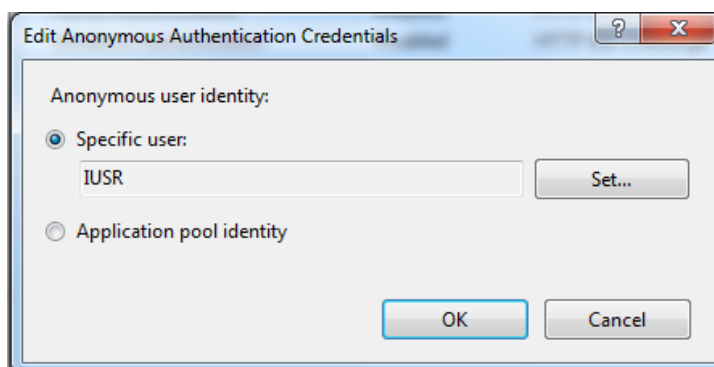 Edit Anonymous Authentication Credentials
Anonymous user identity:
Specific user:
IUSR
Set...
Application pool identity
OK
Cancel